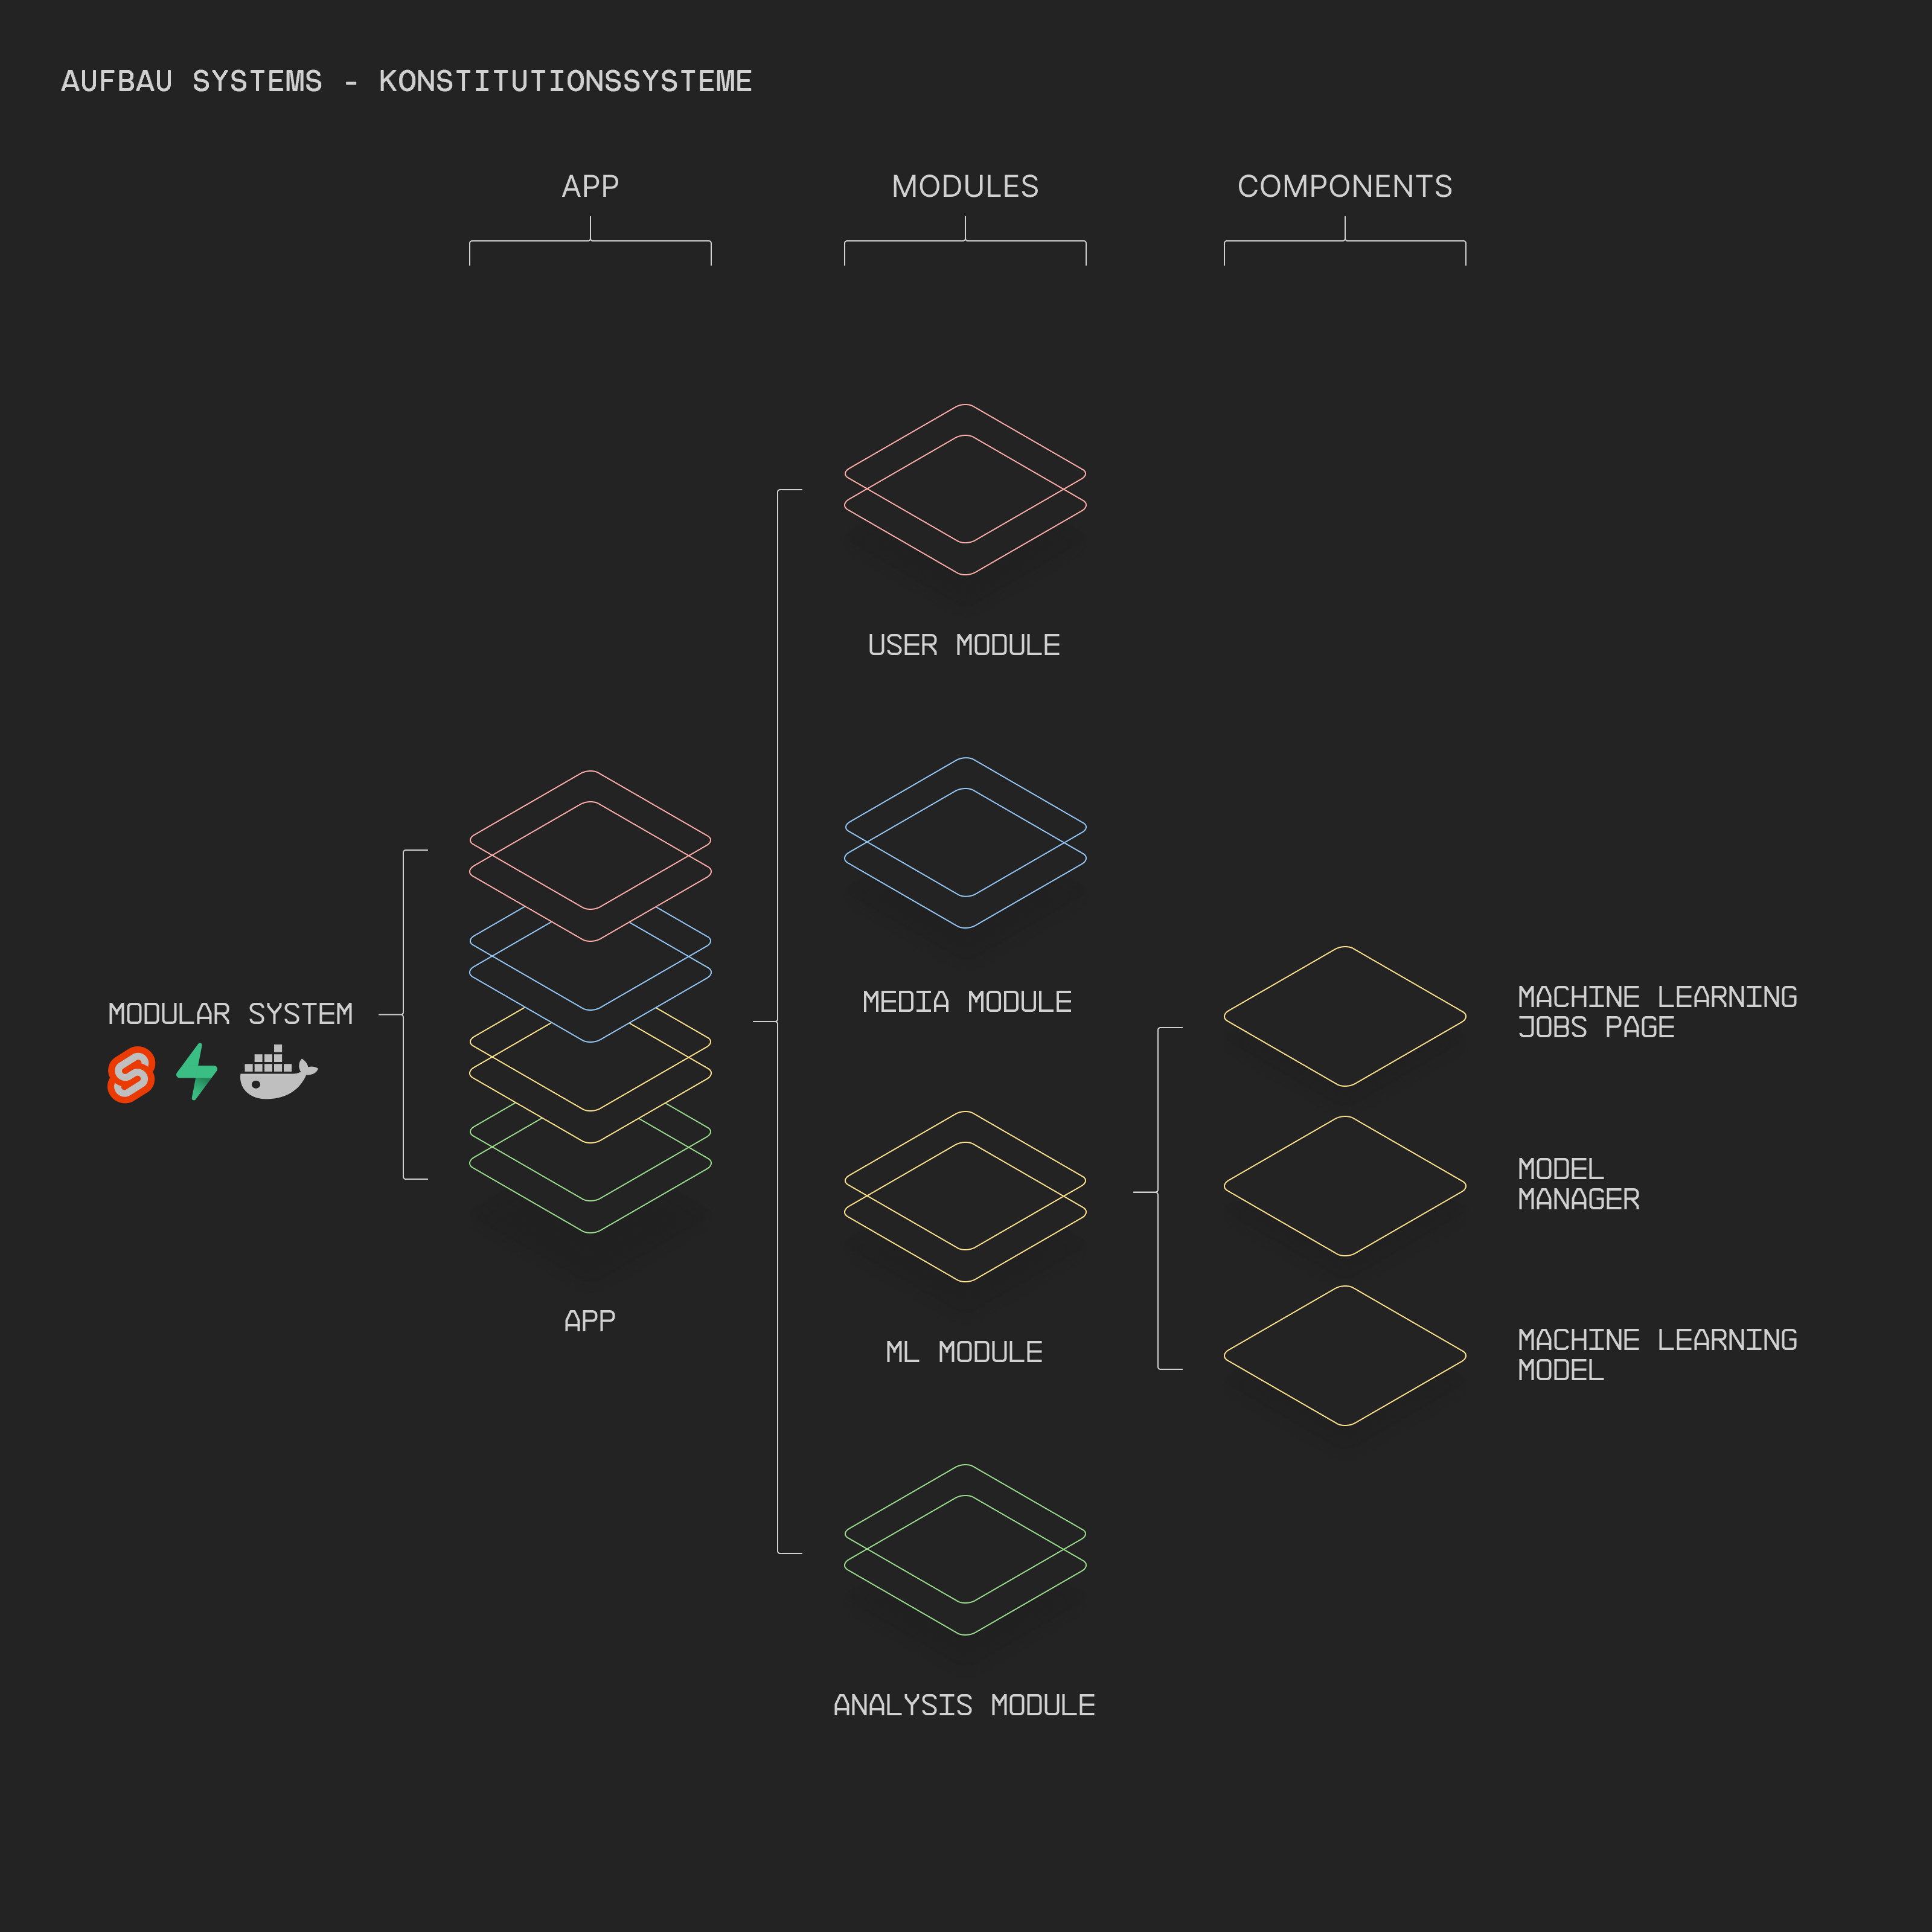 AUFBAU SYSTEMS - KONSTITUTIONSSYSTEME
APP
MODULES
COMPONENTS
USER MODULE
MEDIA MODULE
MODULAR SYSTEM
MACHINE LEARNING
JOBS PAGE
MODEL
MANAGER
APP
ML MODULE
MACHINE LEARNING
MODEL
ANALYSIS MODULE